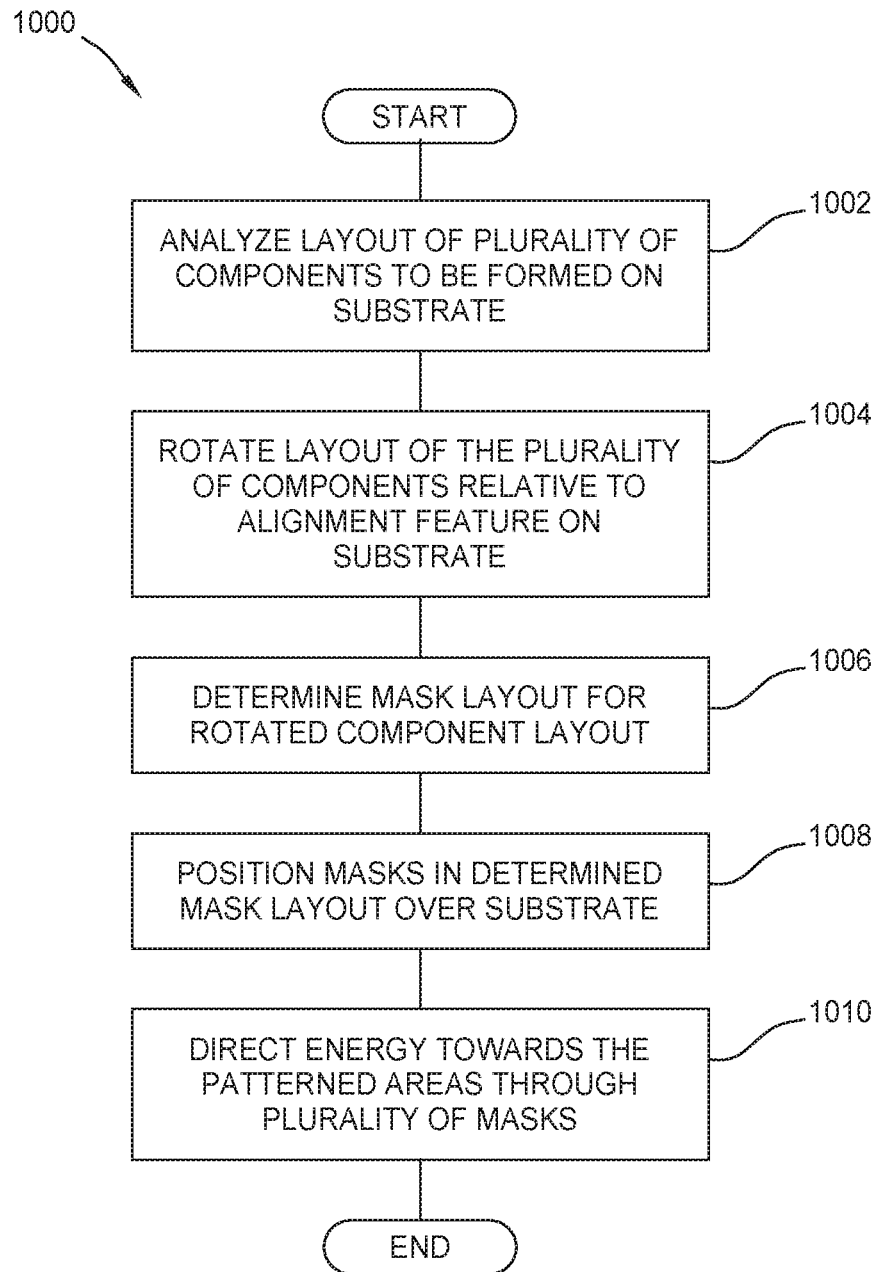 1000
START
1002
ANALYZE LAYOUT OF PLURALITY OF
COMPONENTS TO BE FORMED ON
SUBSTRATE
1004
ROTATE LAYOUT OF THE PLURALITY
OF COMPONENTS RELATIVE TO
ALIGNMENT FEATURE ON
SUBSTRATE
1006
DETERMINE MASK LAYOUT FOR
ROTATED COMPONENT LAYOUT
1008
POSITION MASKS IN DETERMINED
MASK LAYOUT OVER SUBSTRATE
1010
DIRECT ENERGY TOWARDS THE
PATTERNED AREAS THROUGH
PLURALITY OF MASKS
END